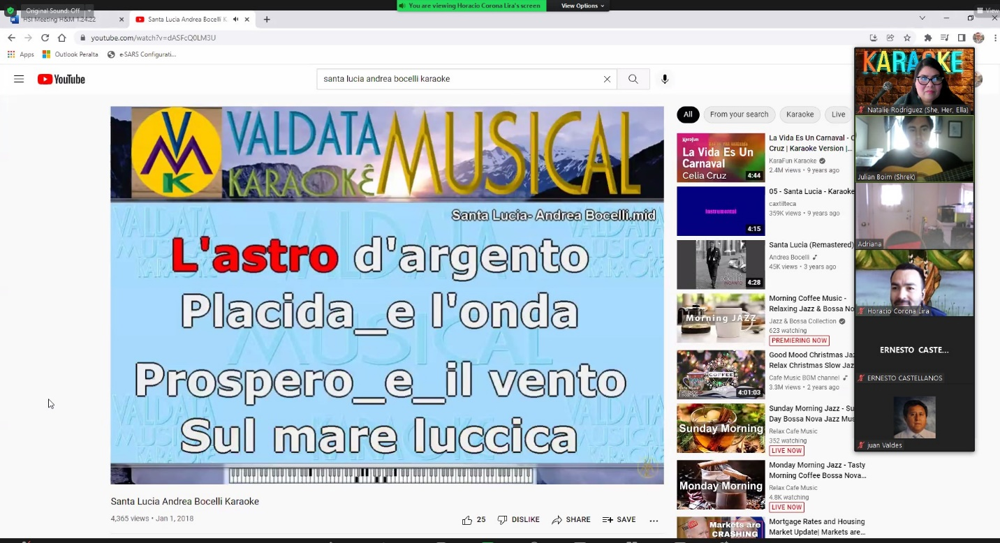 Original Sound: Off
You are viewing Horacio Corona Lira's screen
View Options
View
HSI Meeting H&M 1.24.22
Santa Lucia Andrea Bocelli K
youtube.com/watch?v=dASFcQ0LM3U
Apps
Outlook Peralta
e-SARS Configurati...
YouTube
santa lucia andrea bocelli karaoke
VMK
VALDATA MUSICAL
KARAOKÊ
Santa Lucia- Andrea Bocelli.mid
L'astro d'argento
Placida_e l'onda
Prospero_e_il vento
Sul mare luccica
Santa Lucia Andrea Bocelli Karaoke
4,365 views • Jan 1, 2018
25
DISLIKE
SHARE
SAVE
All
From your search
Karaoke
Live
KaraFun
La Vida Es Un
Carnaval
Celia Cruz
4:44
La Vida Es Un Carnaval - C
Cruz | Karaoke Version |...
KaraFun Karaoke
2.4M views • 9 years ago
Instrumental
4:15
05 - Santa Lucia - Karaoke
caxtilteca
359K views • 9 years ago
4:28
Santa Lucia (Remastered)
Andrea Bocelli
45K views • 3 years ago
Morning JAZZ
Morning Coffee Music -
Relaxing Jazz & Bossa No
Jazz & Bossa Collection
623 watching
PREMIERING NOW
COFFEE
4:01:03
Good Mood Christmas Jaz
Relax Christmas Slow Jaz
Cafe Music BGM channel
3.3M views • 2 years ago
Sunday Morning
Sunday Morning Jazz - Su
Day Bossa Nova Jazz Mus
Relax Cafe Music
352 watching
LIVE NOW
Monday Morning
Monday Morning Jazz - Tasty
Morning Coffee Bossa Nova...
Relax Cafe Music
4.8K watching
LIVE NOW
Markets are
CRASHING
Mortgage Rates and Housing
Market Update| Markets are...
KARAOKE
Natalie Rodriguez (She, Her, Ella)
Julian Boim (Shrek)
Adriana
Horacio Corona Lira
ERNESTO CASTE...
ERNESTO CASTELLANOS
juan Valdes